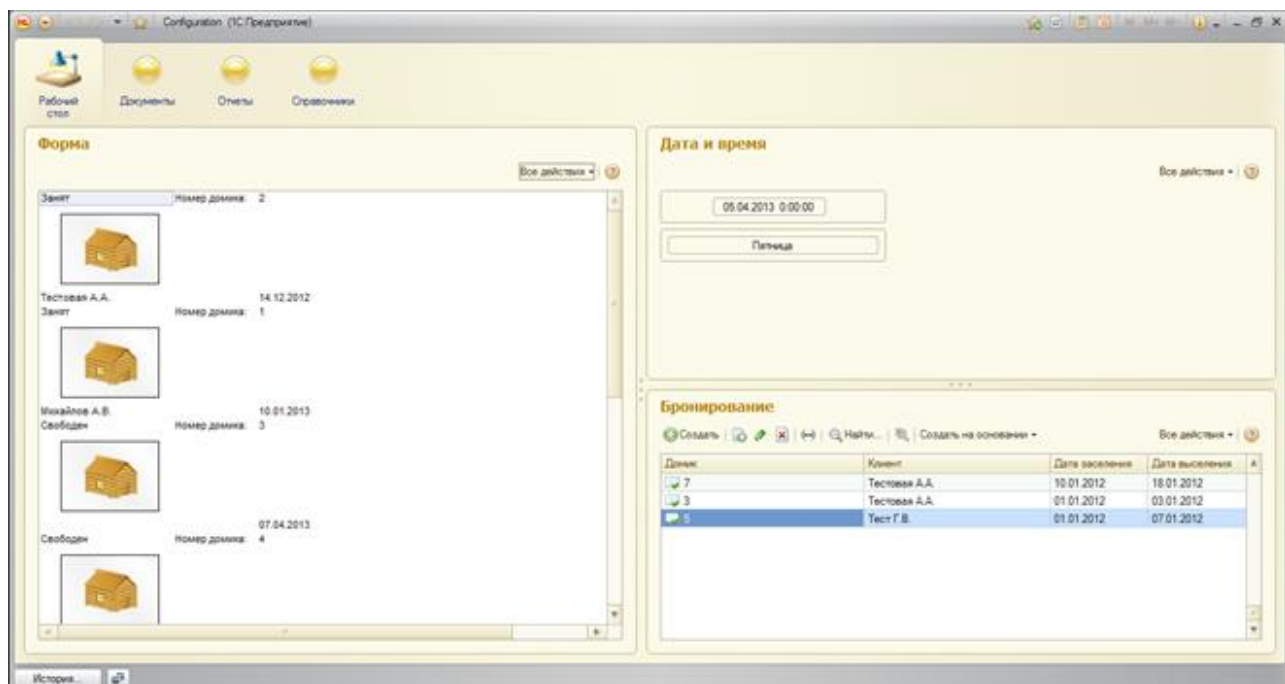 Configuration (1С:Предприятие)
Рабочий стол
Документы
Отчеты
Справочники
Форма
Все действия
Занят Номер домика: 2
Тестовая А.А. 14.12.2012
Занят Номер домика: 1
Михайлов А.В. 10.01.2013
Свободен Номер домика: 3
07.04.2013
Свободен Номер домика: 4
Дата и время
Все действия
05.04.2013 0:00:00
Пятница
Бронирование
Создать Найти... Создать на основании Все действия
Домик Клиент Дата заселения Дата выселения
7 Тестовая А.А. 10.01.2012 18.01.2012
3 Тестовая А.А. 01.01.2012 03.01.2012
5 Тест Г.В. 01.01.2012 07.01.2012
История...